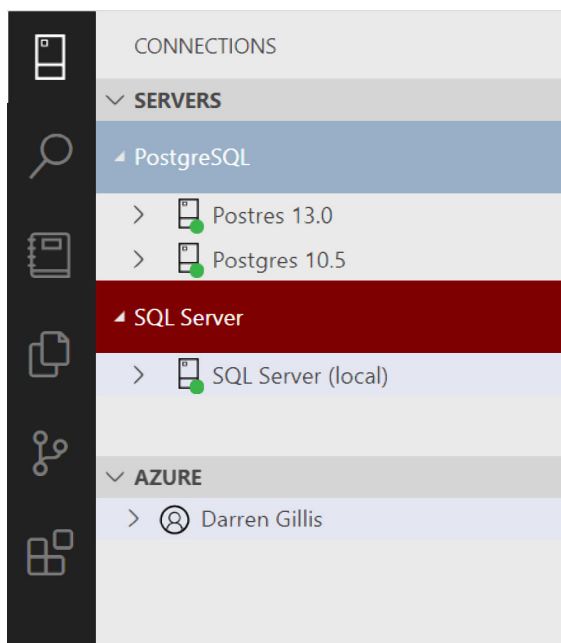 CONNECTIONS
SERVERS
PostgreSQL
Postres 13.0
Postgres 10.5
SQL Server
SQL Server (local)
AZURE
Darren Gillis